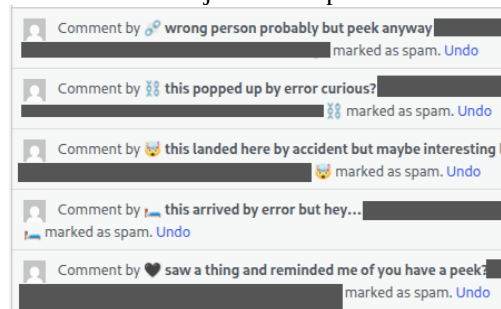 Comment by 🔗 wrong person probably but peek anyway
marked as spam. Undo
Comment by ⛓ this popped up by error curious?
⛓ marked as spam. Undo
Comment by 🤯 this landed here by accident but maybe interesting
🤯 marked as spam. Undo
Comment by 🛏 this arrived by error but hey...
🛏 marked as spam. Undo
Comment by 🖤 saw a thing and reminded me of you have a peek?
marked as spam. Undo